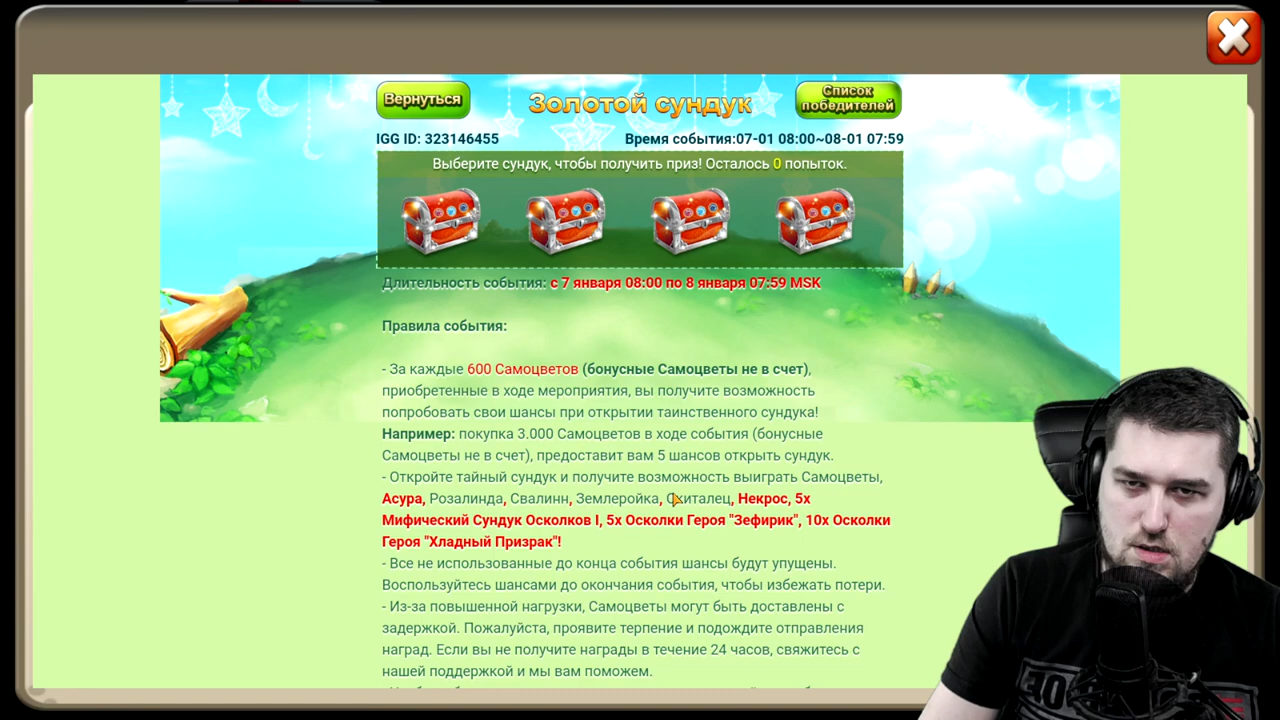 Вернуться
Золотой сундук
Список
победителей
IGG ID: 323146455
Время события:07-01 08:00~08-01 07:59
Выберите сундук, чтобы получить приз! Осталось 0 попыток.
Длительность события: с 7 января 08:00 по 8 января 07:59 MSK
Правила события:
- За каждые 600 Самоцветов (бонусные Самоцветы не в счет),
приобретенные в ходе мероприятия, вы получите возможность
попробовать свои шансы при открытии таинственного сундука!
Например: покупка 3.000 Самоцветов в ходе события (бонусные
Самоцветы не в счет), предоставит вам 5 шансов открыть сундук.
- Откройте тайный сундук и получите возможность выиграть Самоцветы,
Асура, Розалинда, Свалинн, Землеройка, Скиталец, Некрос, 5x
Мифический Сундук Осколков I, 5x Осколки Героя "Зефирик", 10x Осколки
Героя "Хладный Призрак"!
- Все не использованные до конца события шансы будут упущены.
Воспользуйтесь шансами до окончания события, чтобы избежать потери.
- Из-за повышенной нагрузки, Самоцветы могут быть доставлены с
задержкой. Пожалуйста, проявите терпение и подождите отправления
наград. Если вы не получите награды в течение 24 часов, свяжитесь с
нашей поддержкой и мы вам поможем.